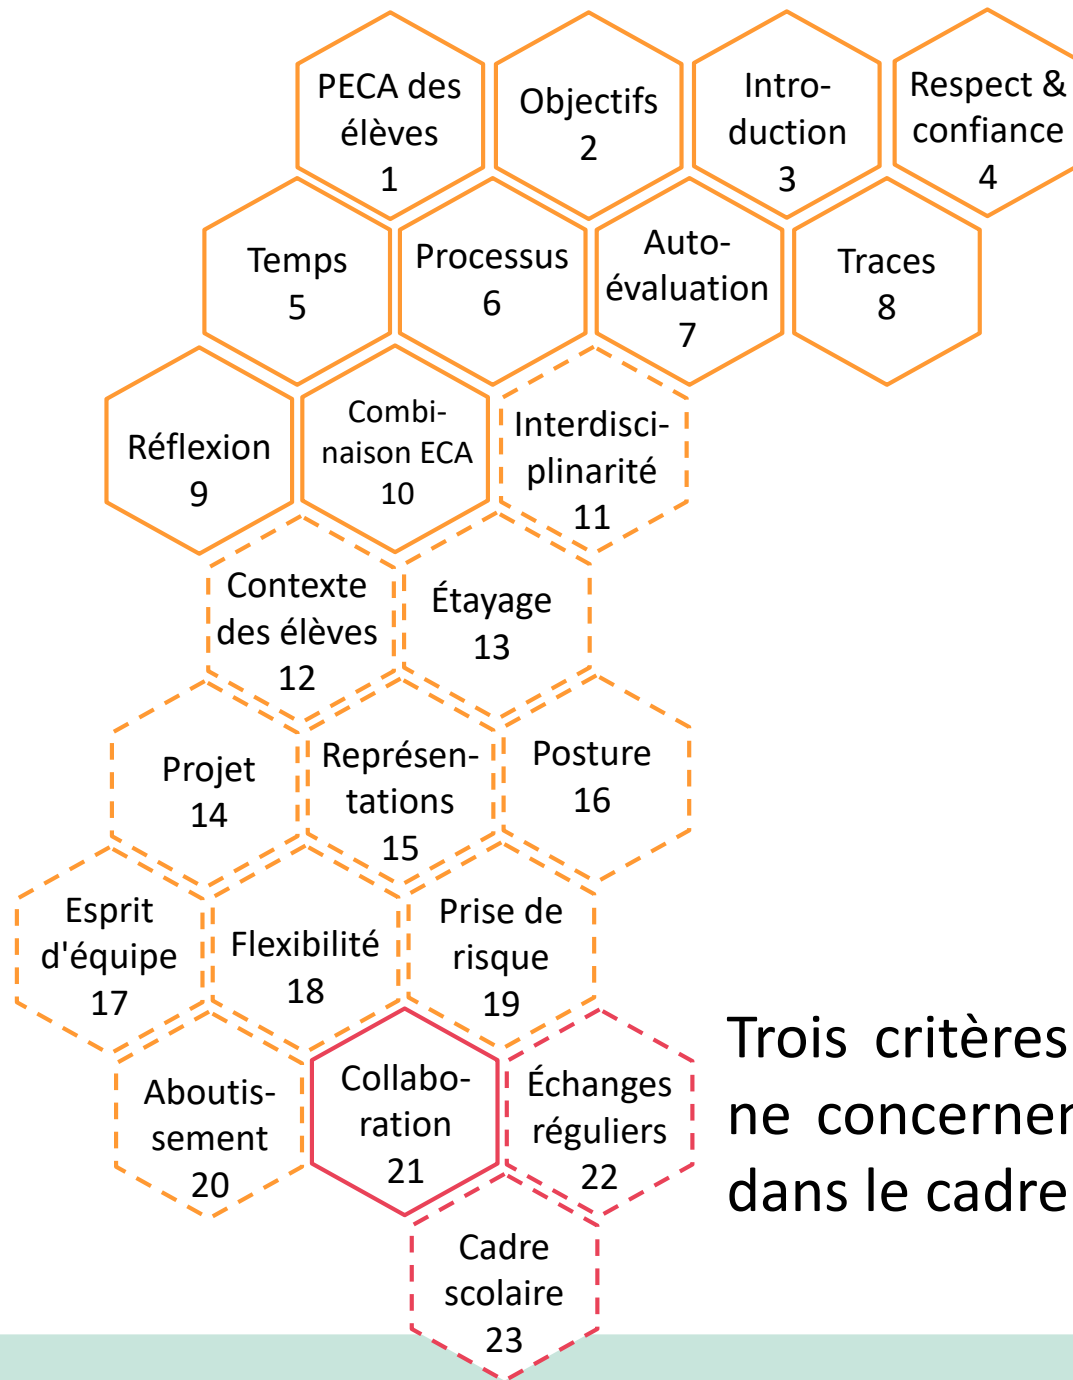 PECA des
élèves
1
Objectifs
2
Intro-
duction
3
Respect &
confiance
4
Temps
5
Processus
6
Auto-
évaluation
7
Traces
8
Réflexion
9
Combi-
naison ECA
10
Interdisci-
plinarité
11
Contexte
des élèves
12
Étayage
13
Projet
14
Représen-
tations
15
Posture
16
Esprit
d'équipe
17
Flexibilité
18
Prise de
risque
19
Aboutis-
sement
20
Collabo-
ration
21
Échanges
réguliers
22
Cadre
scolaire
23
Trois critères
ne concerner
dans le cadre